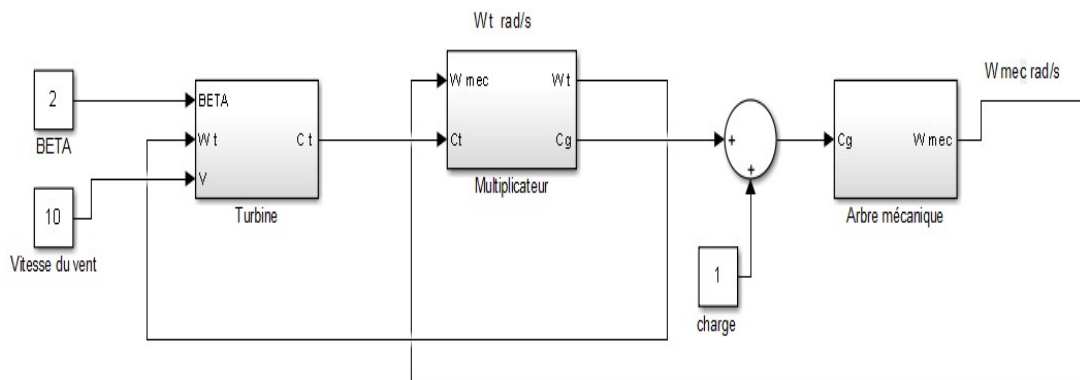 Wt rad/s
W mec rad/s
2
BETA
10
Vitesse du vent
BETA
Wt
V
Ct
Turbine
W mec
Ct
Wt
Cg
Multiplicateur
+
+
1
charge
Cg
W mec
Arbre mécanique